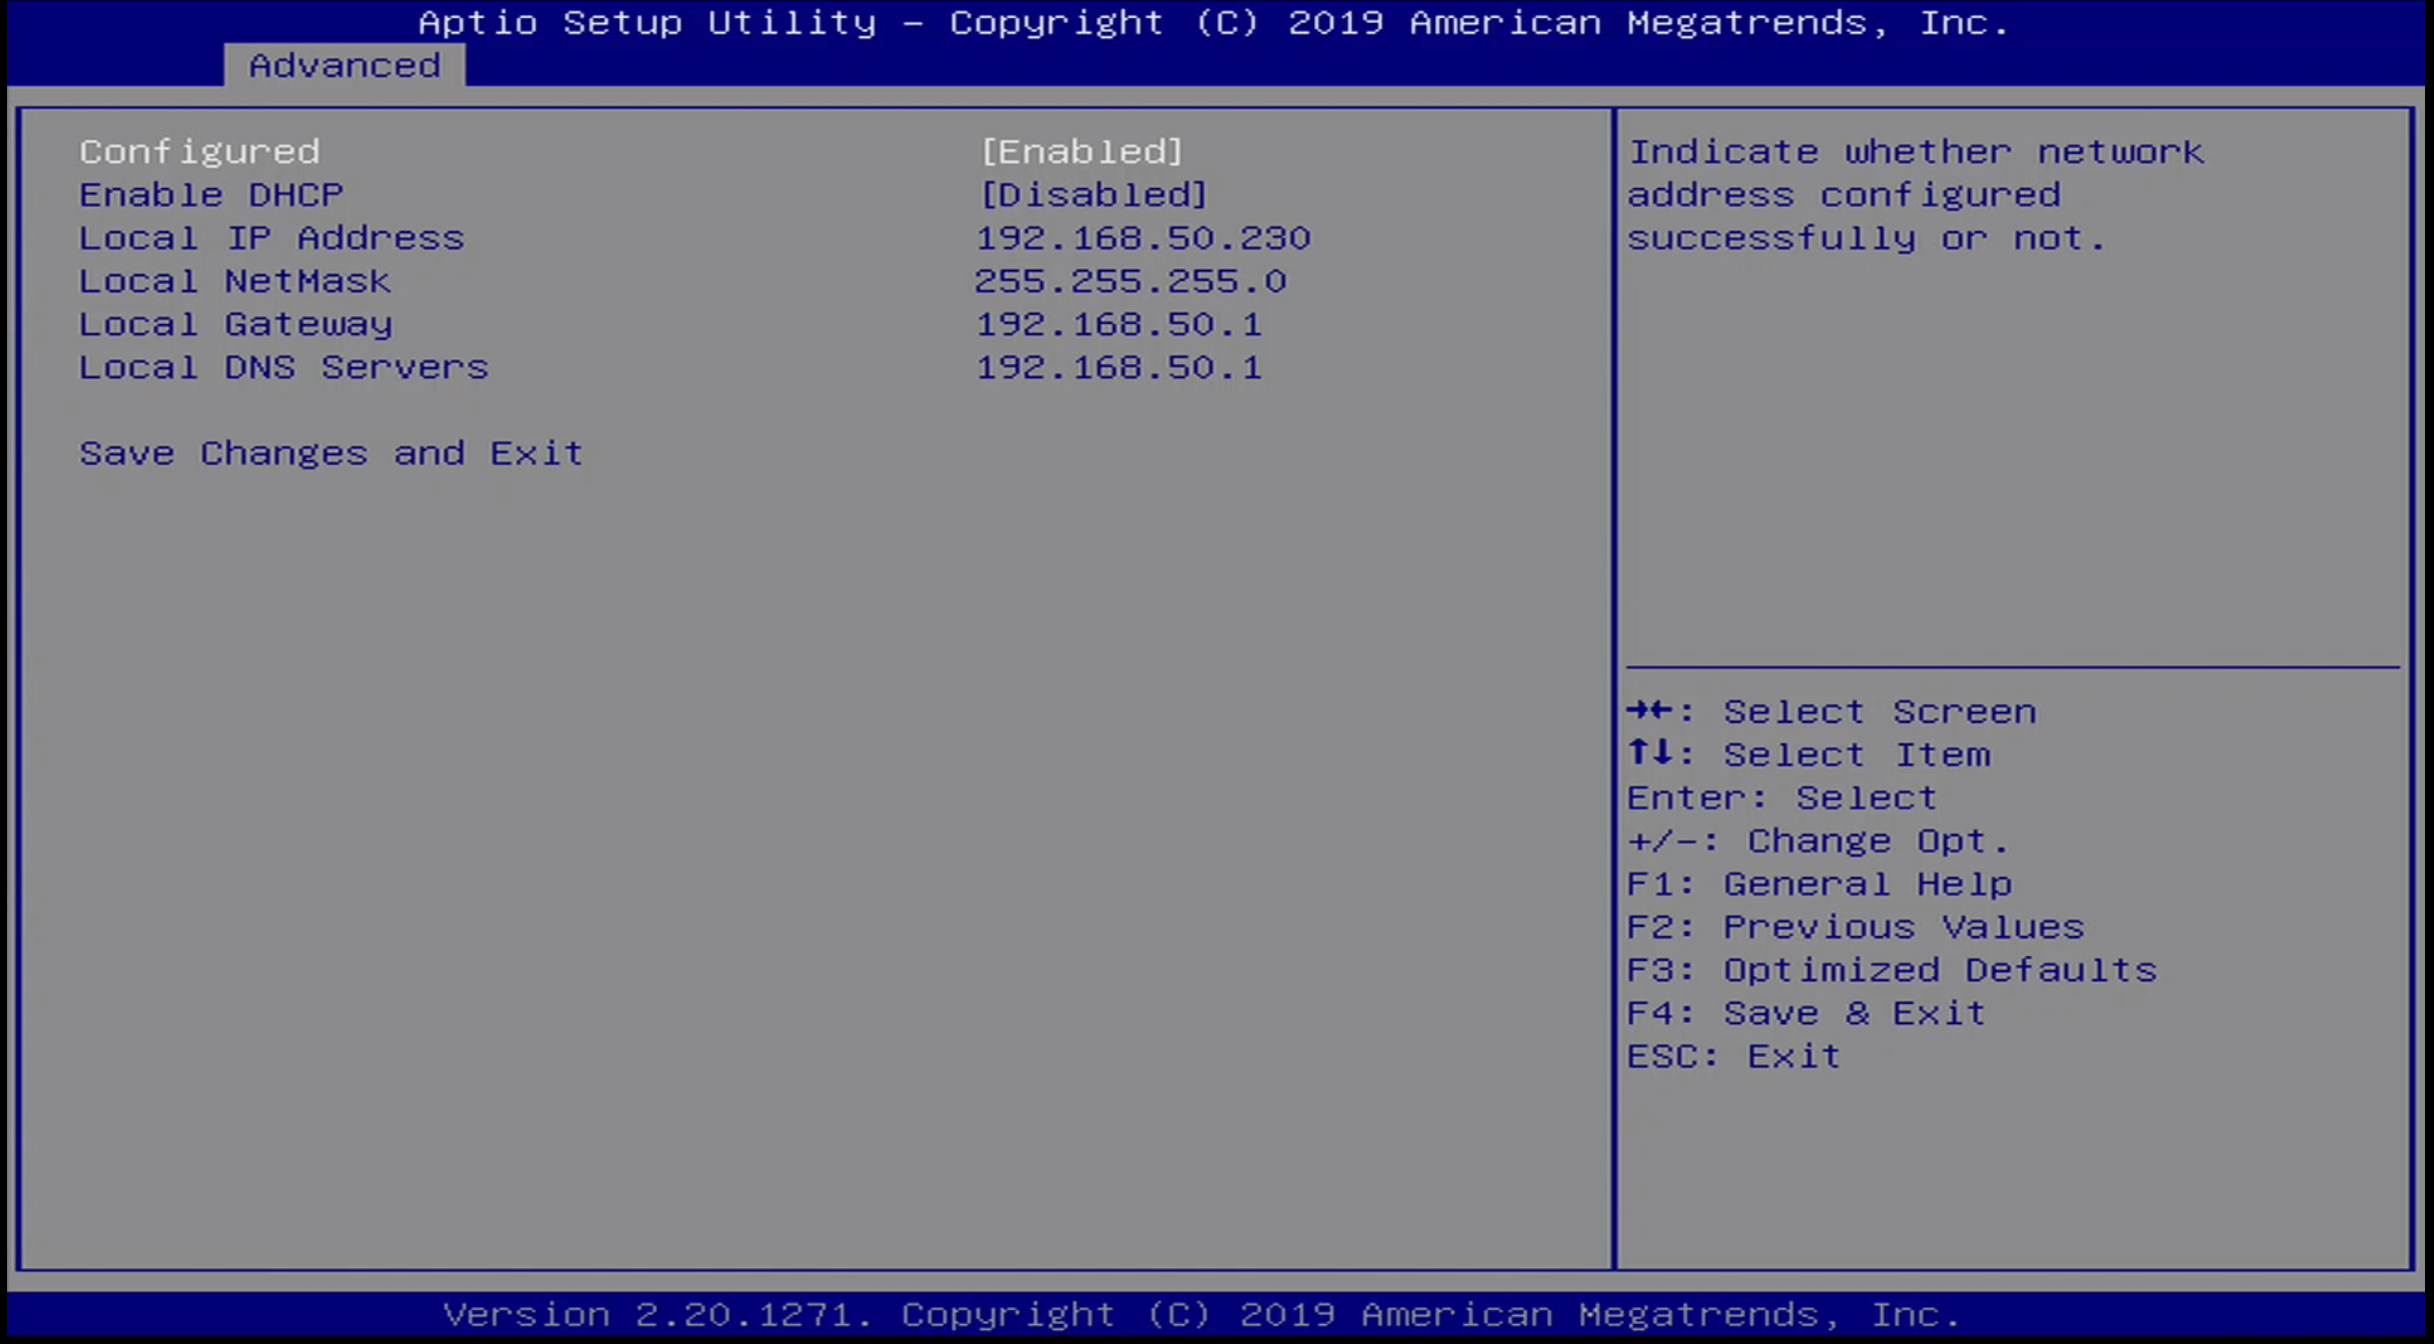 Aptio Setup Utility - Copyright (C) 2019 American Megatrends, Inc.
Advanced
Configured [Enabled]
Enable DHCP [Disabled]
Local IP Address 192.168.50.230
Local NetMask 255.255.255.0
Local Gateway 192.168.50.1
Local DNS Servers 192.168.50.1
Save Changes and Exit
Indicate whether network
address configured
successfully or not.
→←: Select Screen
↑↓: Select Item
Enter: Select
+/-: Change Opt.
F1: General Help
F2: Previous Values
F3: Optimized Defaults
F4: Save & Exit
ESC: Exit
Version 2.20.1271. Copyright (C) 2019 American Megatrends, Inc.